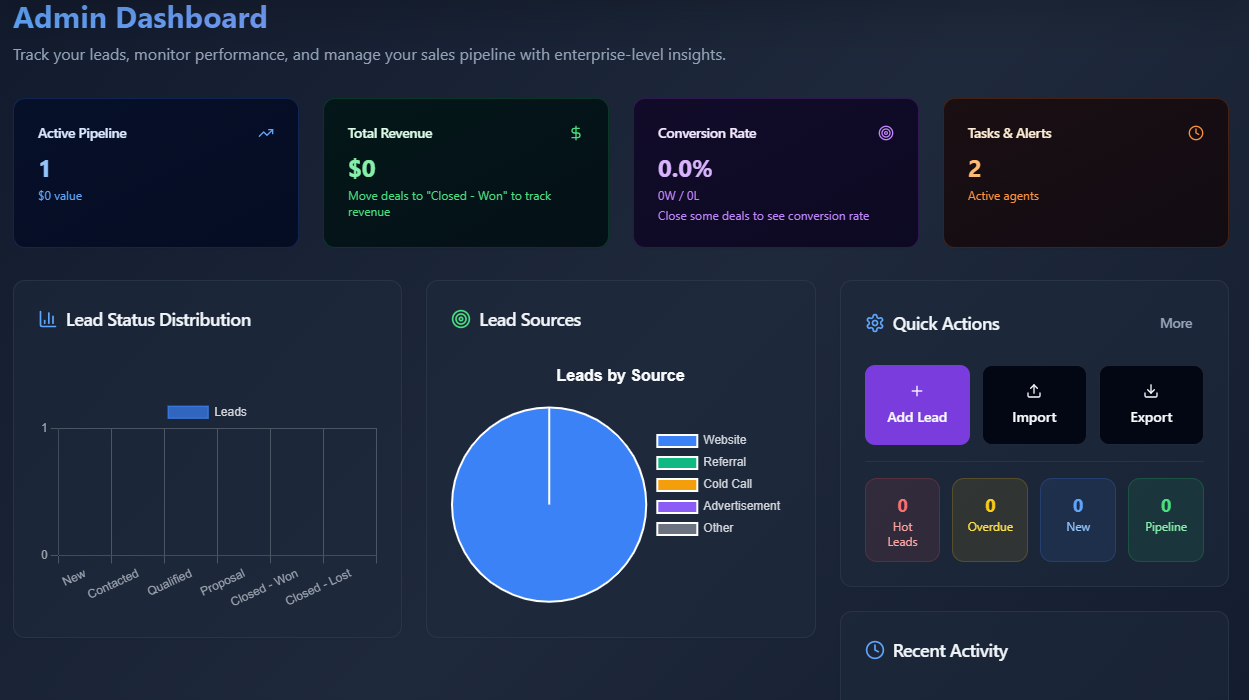 Admin Dashboard
Track your leads, monitor performance, and manage your sales pipeline with enterprise-level insights.
Active Pipeline
1
$0 value
Total Revenue
$0
Move deals to "Closed - Won" to track
revenue
Conversion Rate
0.0%
0W / 0L
Close some deals to see conversion rate
Tasks & Alerts
2
Active agents
Lead Status Distribution
Leads
1
0
New
Contacted
Qualified
Proposal
Closed - Won
Closed - Lost
Lead Sources
Leads by Source
Website
Referral
Cold Call
Advertisement
Other
Quick Actions
More
Add Lead
Import
Export
0
Hot
Leads
0
Overdue
0
New
0
Pipeline
Recent Activity